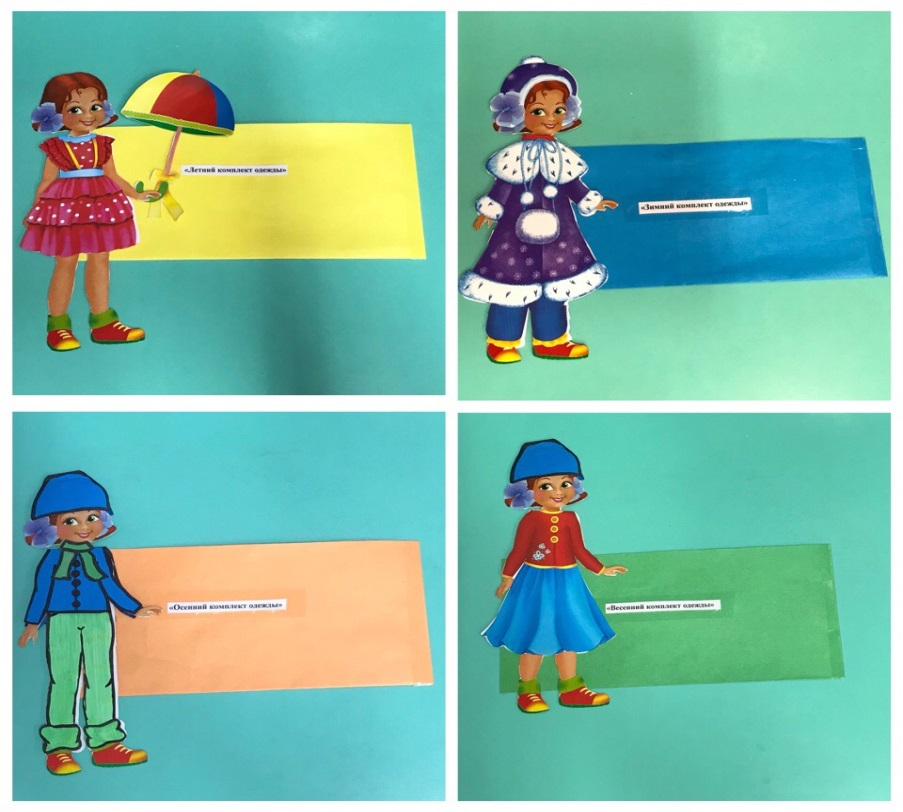 «Летний комплект одежды»
«Зимний комплект одежды»
«Осенний комплект одежды»
«Весенний комплект одежды»